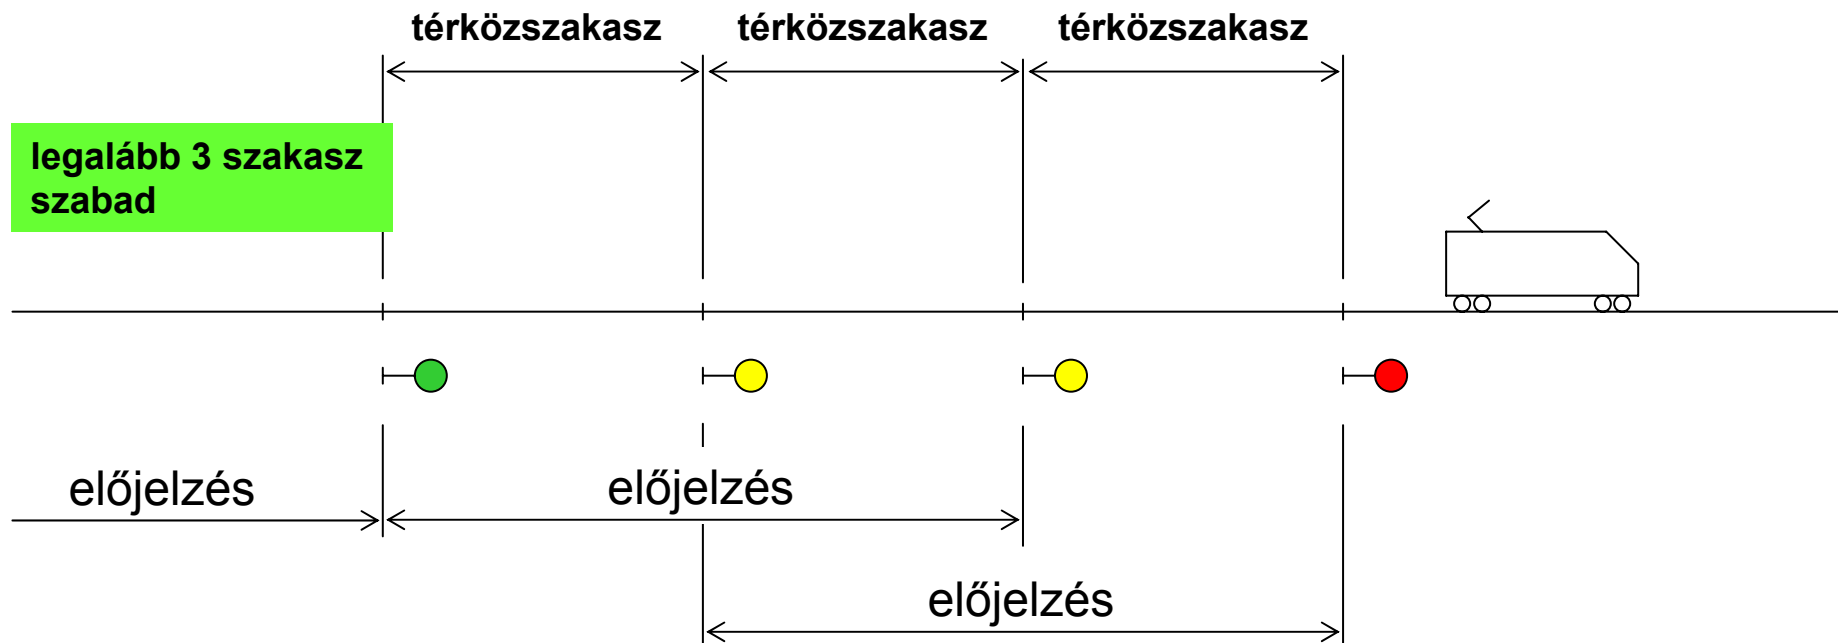 térközszakasz térközszakasz térközszakasz
legalább 3 szakasz
szabad
előjelzés előjelzés
előjelzés